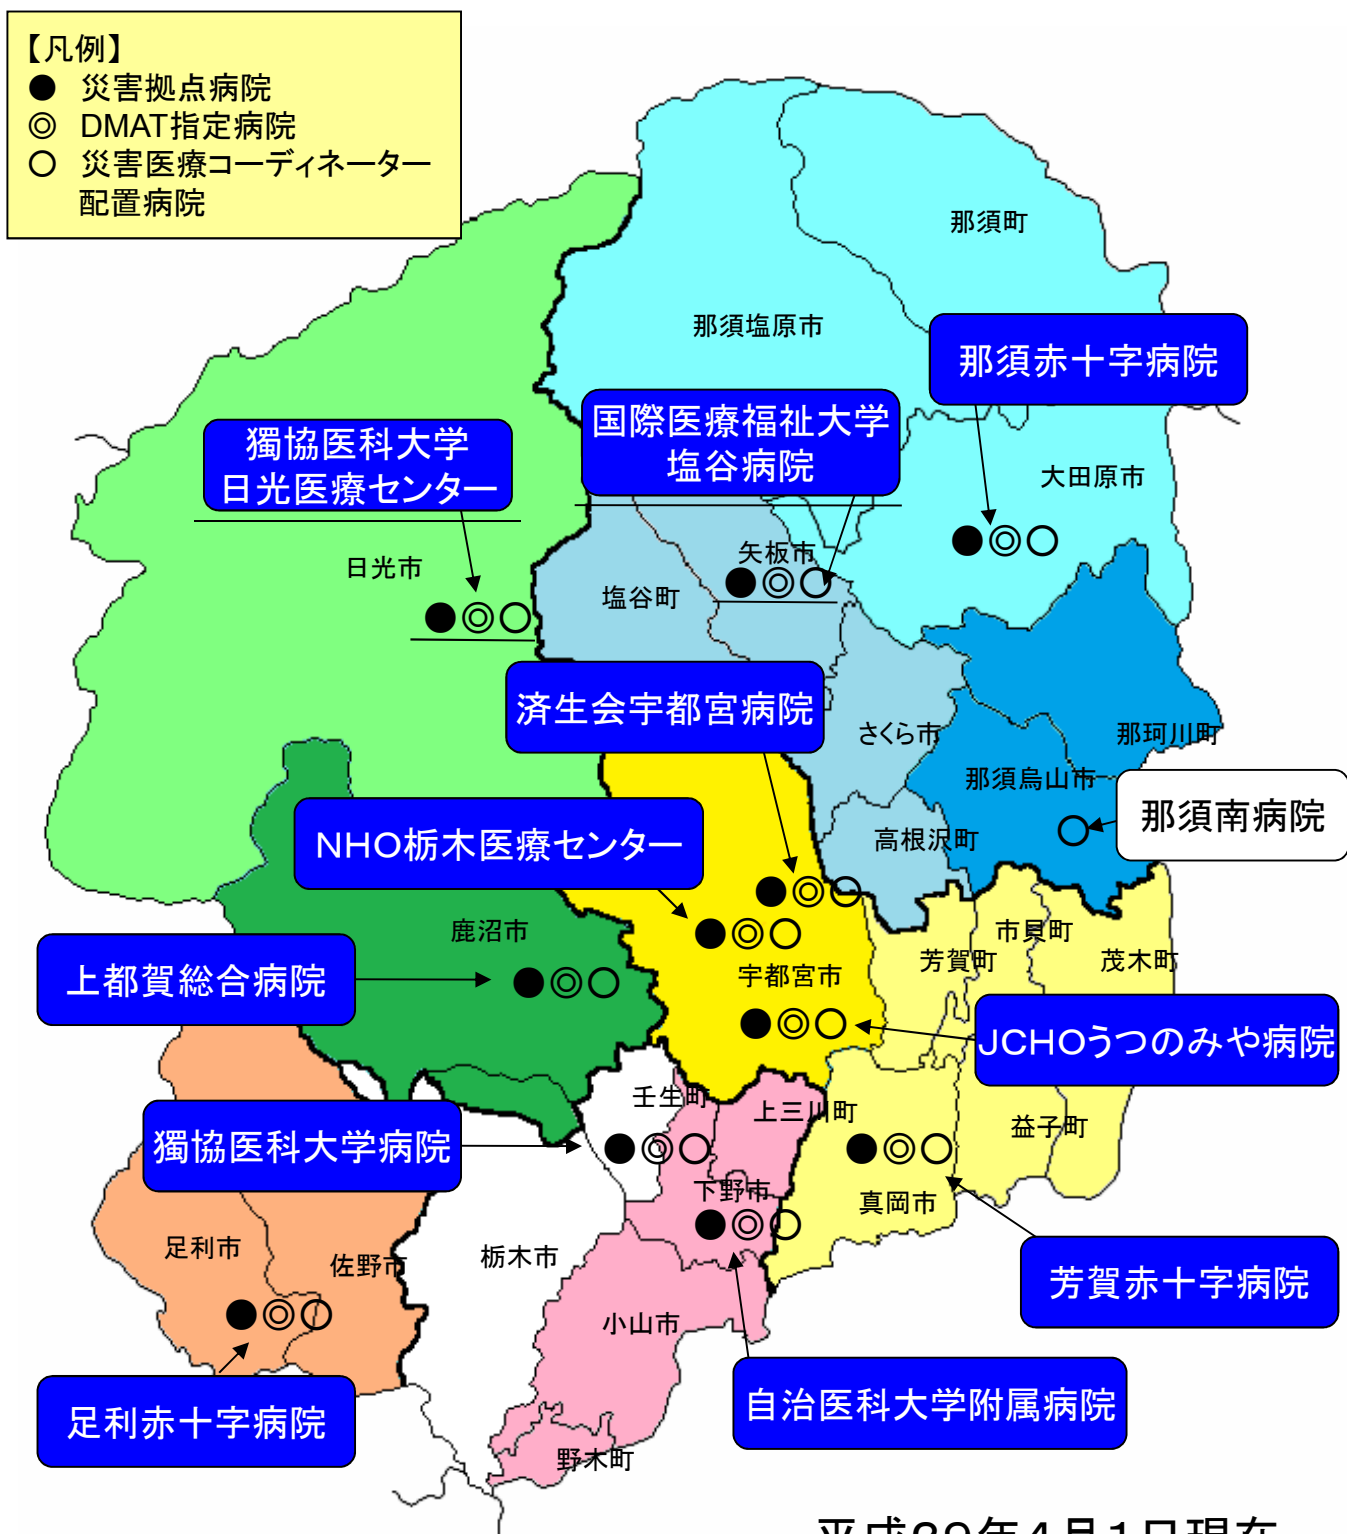 【凡例】
● 災害拠点病院
◎ DMAT指定病院
○ 災害医療コーディネーター
配置病院
那須町
那須塩原市
那須赤十字病院
国際医療福祉大学
塩谷病院
獨協医科大学
日光医療センター
大田原市
●◎○
矢板市
●◎○
日光市
塩谷町
●◎○
済生会宇都宮病院
さくら市
那珂川町
那須烏山市
那須南病院
○
高根沢町
NHO栃木医療センター
●◎○
鹿沼市
●◎○
市貝町
芳賀町
茂木町
上都賀総合病院
●◎○
宇都宮市
●◎○
JCHOうつのみや病院
壬生町
上三川町
益子町
獨協医科大学病院
●◎○
●◎○
下野市
真岡市
●◎○
足利市
佐野市
栃木市
芳賀赤十字病院
●◎○
小山市
足利赤十字病院
自治医科大学附属病院
野木町
平成29年4月1日現在